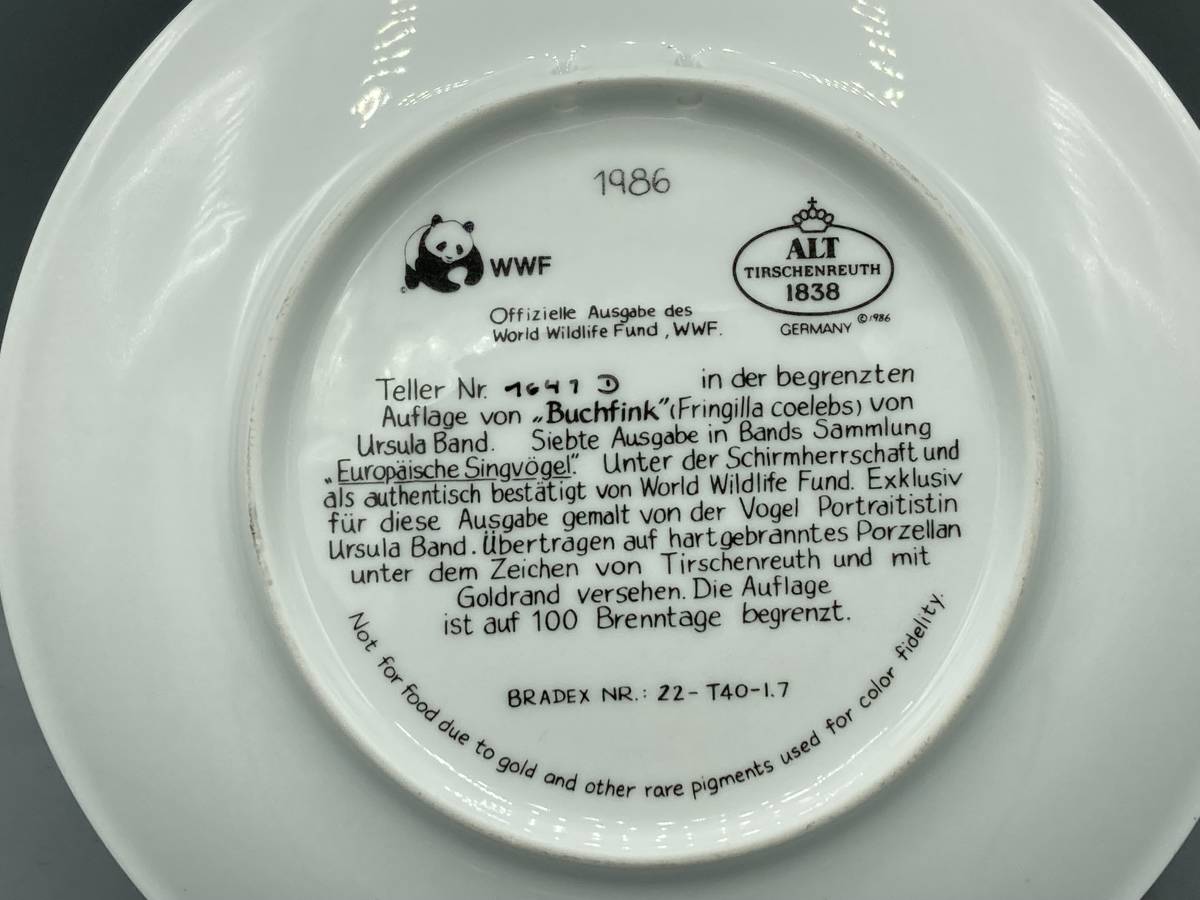 1986
WWF
©
ALT
TIRSCHENREUTH
1838
GERMANY ©1986
Offizielle Ausgabe des
World Wildlife Fund, WWF.
Teller Nr. 1641 D in der begrenzten
Auflage von „Buchfink” (Fringilla coelebs) von
Ursula Band. Siebte Ausgabe in Bands Sammlung
„Europäische Singvögel”. Unter der Schirmherrschaft und
als authentisch bestätigt von World Wildlife Fund. Exklusiv
für diese Ausgabe gemalt von der Vogel Portraitistin
Ursula Band. Übertragen auf hartgebranntes Porzellan
unter dem Zeichen von Tirschenreuth und mit
Goldrand versehen. Die Auflage
ist auf 100 Brenntage begrenzt.
BRADEX NR.: 22-T40-1.7
Not for food due to gold and other rare pigments used for color fidelity.